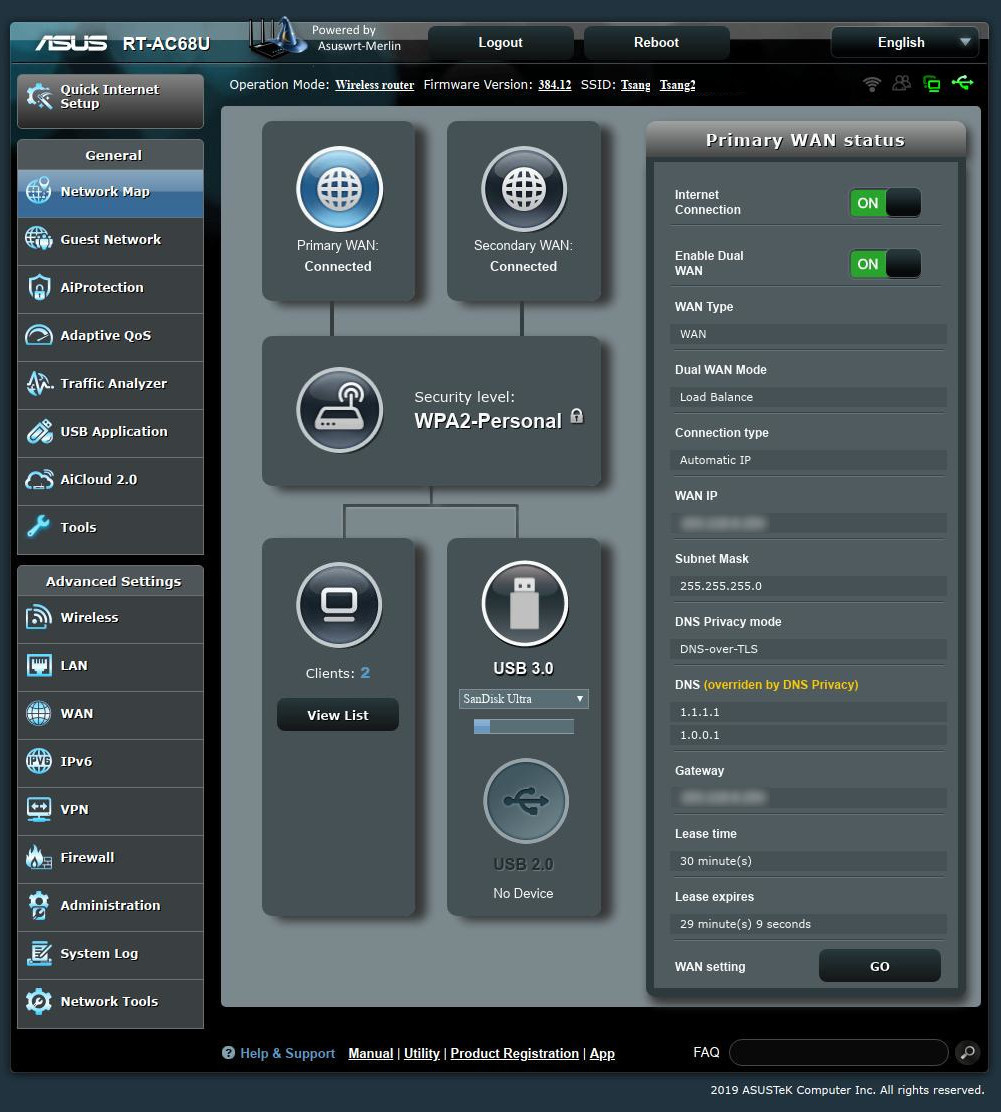 ASUS RT-AC68U
Powered by
Asuswrt-Merlin
Logout
Reboot
English
Quick Internet
Setup
Operation Mode: Wireless router Firmware Version: 384.12 SSID: Tsang Tsang2
General
Network Map
Guest Network
AiProtection
Adaptive QoS
Traffic Analyzer
USB Application
AiCloud 2.0
Tools
Advanced Settings
Wireless
LAN
WAN
IPv6
VPN
Firewall
Administration
System Log
Network Tools
Primary WAN:
Connected
Secondary WAN:
Connected
Security level:
WPA2-Personal
Clients: 2
View List
USB 3.0
SanDisk Ultra
USB 2.0
No Device
Primary WAN status
Internet
Connection
ON
Enable Dual
WAN
ON
WAN Type
WAN
Dual WAN Mode
Load Balance
Connection type
Automatic IP
WAN IP
Subnet Mask
255.255.255.0
DNS Privacy mode
DNS-over-TLS
DNS (overriden by DNS Privacy)
1.1.1.1
1.0.0.1
Gateway
Lease time
30 minute(s)
Lease expires
29 minute(s) 9 seconds
WAN setting
GO
? Help & Support Manual | Utility | Product Registration | App
FAQ
2019 ASUSTeK Computer Inc. All rights reserved.